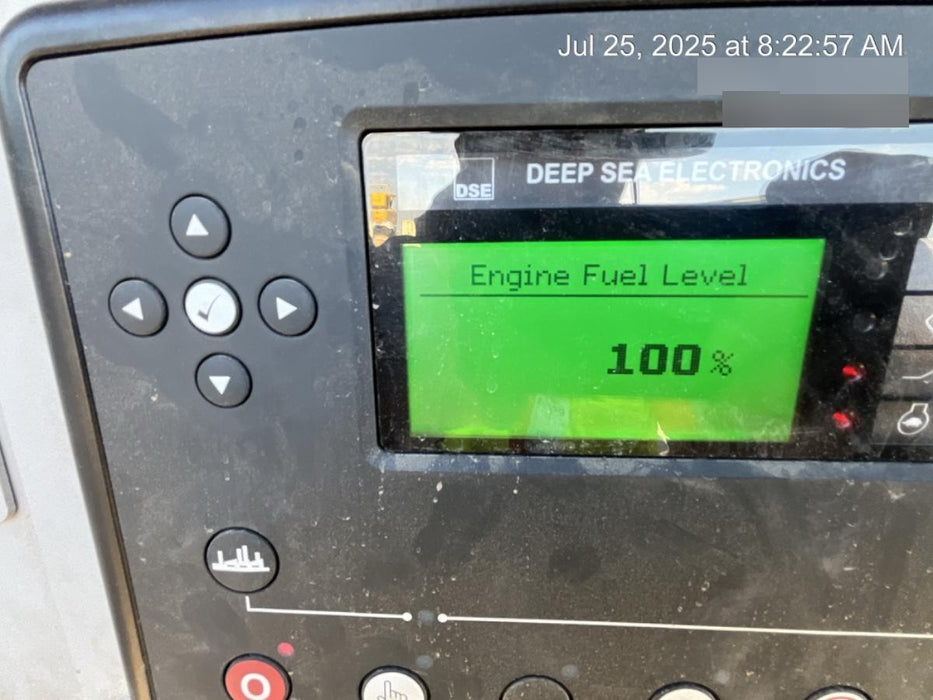 Jul 25, 2025 at 8:22:57 AM
DSE
DEEP SEA ELECTRONICS
Engine Fuel Level
100 %